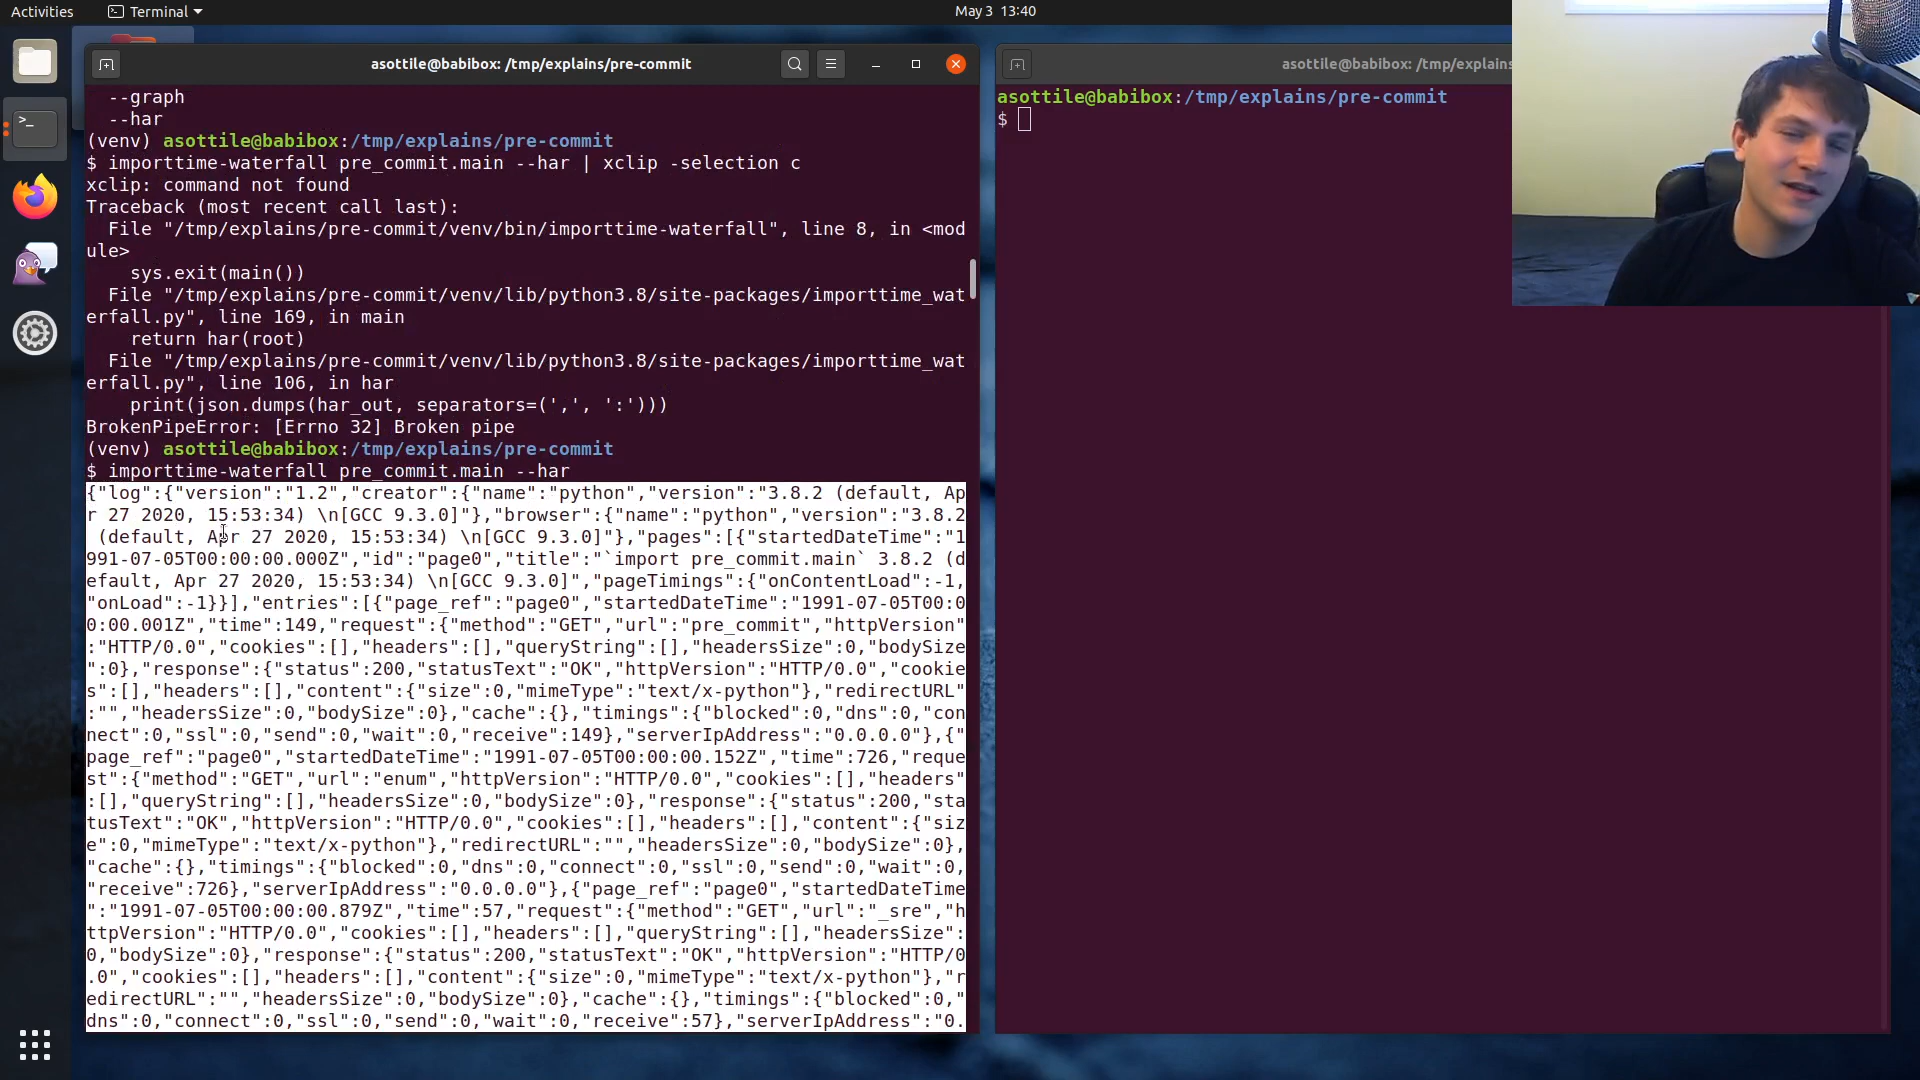 Activities
Terminal
May 3 13:40
asottile@babibox: /tmp/explains/pre-commit
--graph
--har
(venv) asottile@babibox:/tmp/explains/pre-commit
$ importtime-waterfall pre_commit.main --har | xclip -selection c
xclip: command not found
Traceback (most recent call last):
File "/tmp/explains/pre-commit/venv/bin/importtime-waterfall", line 8, in <mod
ule>
sys.exit(main())
File "/tmp/explains/pre-commit/venv/lib/python3.8/site-packages/importtime_wat
erfall.py", line 169, in main
return har(root)
File "/tmp/explains/pre-commit/venv/lib/python3.8/site-packages/importtime_wat
erfall.py", line 106, in har
print(json.dumps(har_out, separators=(',', ':')))
BrokenPipeError: [Errno 32] Broken pipe
(venv) asottile@babibox:/tmp/explains/pre-commit
$ importtime-waterfall pre_commit.main --har
{"log":{"version":"1.2","creator":{"name":"python","version":"3.8.2 (default, Ap
r 27 2020, 15:53:34) \n[GCC 9.3.0]"},"browser":{"name":"python","version":"3.8.2
(default, Apr 27 2020, 15:53:34) \n[GCC 9.3.0]"},"pages":[{"startedDateTime":"1
991-07-05T00:00:00.000Z","id":"page0","title":"`import pre_commit.main` 3.8.2 (d
efault, Apr 27 2020, 15:53:34) \n[GCC 9.3.0]","pageTimings":{"onContentLoad":-1,
"onLoad":-1}}],"entries":[{"page_ref":"page0","startedDateTime":"1991-07-05T00:0
0:00.001Z","time":149,"request":{"method":"GET","url":"pre_commit","httpVersion"
:"HTTP/0.0","cookies":[],"headers":[],"queryString":[],"headersSize":0,"bodySize
":0},"response":{"status":200,"statusText":"OK","httpVersion":"HTTP/0.0","cookie
s":[],"headers":[],"content":{"size":0,"mimeType":"text/x-python"},"redirectURL"
:"","headersSize":0,"bodySize":0},"cache":{},"timings":{"blocked":0,"dns":0,"con
nect":0,"ssl":0,"send":0,"wait":0,"receive":149},"serverIpAddress":"0.0.0.0"},{"
page_ref":"page0","startedDateTime":"1991-07-05T00:00:00.152Z","time":726,"reque
st":{"method":"GET","url":"enum","httpVersion":"HTTP/0.0","cookies":[],"headers"
:[],"queryString":[],"headersSize":0,"bodySize":0},"response":{"status":200,"sta
tusText":"OK","httpVersion":"HTTP/0.0","cookies":[],"headers":[],"content":{"siz
e":0,"mimeType":"text/x-python"},"redirectURL":"","headersSize":0,"bodySize":0},
"cache":{},"timings":{"blocked":0,"dns":0,"connect":0,"ssl":0,"send":0,"wait":0,
"receive":726},"serverIpAddress":"0.0.0.0"},{"page_ref":"page0","startedDateTime
":"1991-07-05T00:00:00.879Z","time":57,"request":{"method":"GET","url":"_sre","h
ttpVersion":"HTTP/0.0","cookies":[],"headers":[],"queryString":[],"headersSize":
0,"bodySize":0},"response":{"status":200,"statusText":"OK","httpVersion":"HTTP/0
.0","cookies":[],"headers":[],"content":{"size":0,"mimeType":"text/x-python"},"r
edirectURL":"","headersSize":0,"bodySize":0},"cache":{},"timings":{"blocked":0,"
dns":0,"connect":0,"ssl":0,"send":0,"wait":0,"receive":57},"serverIpAddress":"0.
asottile@babibox: /tmp/explains
asottile@babibox:/tmp/explains/pre-commit
$